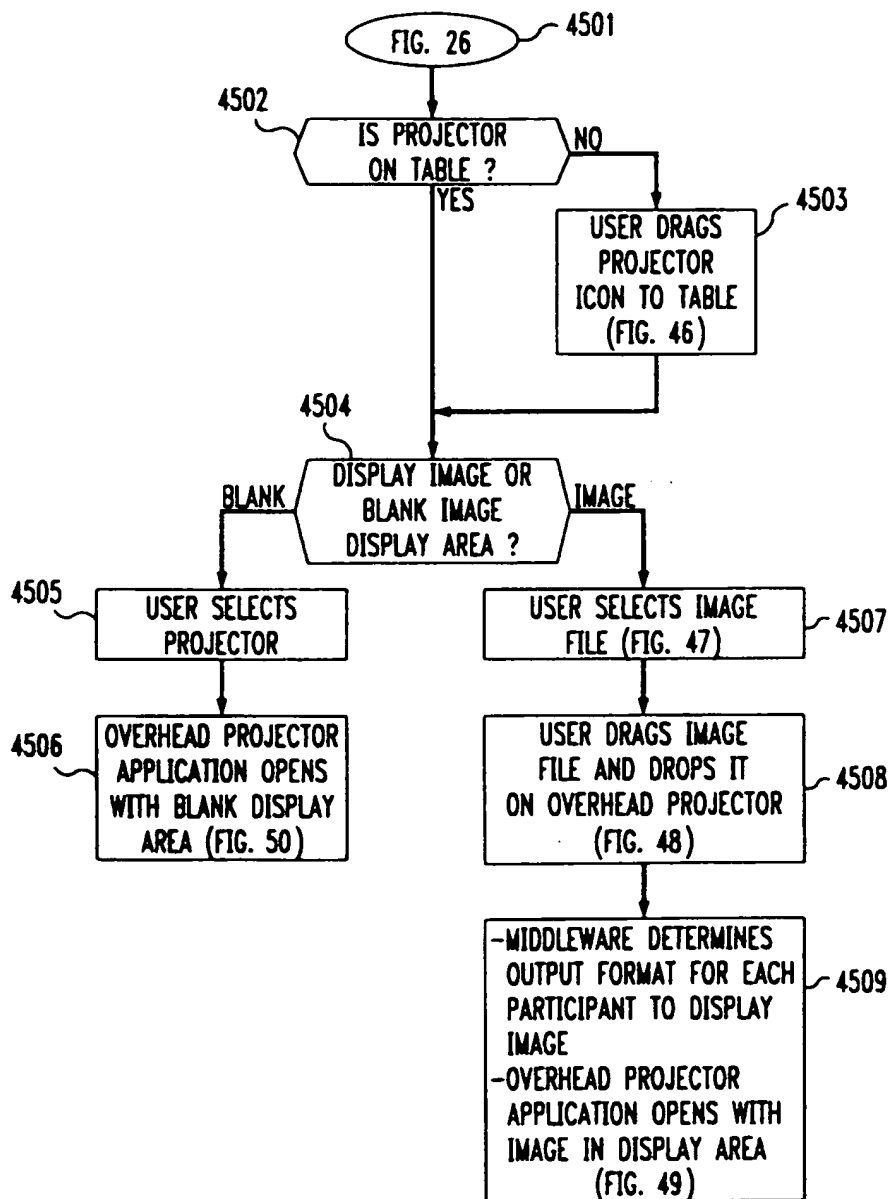 FIG. 26
4501
4502
IS PROJECTOR
ON TABLE ?
NO
YES
4503
USER DRAGS
PROJECTOR
ICON TO TABLE
(FIG. 46)
4504
DISPLAY IMAGE OR
BLANK IMAGE
DISPLAY AREA ?
BLANK
IMAGE
4505
USER SELECTS
PROJECTOR
USER SELECTS IMAGE
FILE (FIG. 47)
4507
4506
OVERHEAD PROJECTOR
APPLICATION OPENS
WITH BLANK DISPLAY
AREA (FIG. 50)
USER DRAGS IMAGE
FILE AND DROPS IT
ON OVERHEAD PROJECTOR
(FIG. 48)
4508
-MIDDLEWARE DETERMINES
OUTPUT FORMAT FOR EACH
PARTICIPANT TO DISPLAY
IMAGE
-OVERHEAD PROJECTOR
APPLICATION OPENS WITH
IMAGE IN DISPLAY AREA
(FIG. 49)
4509